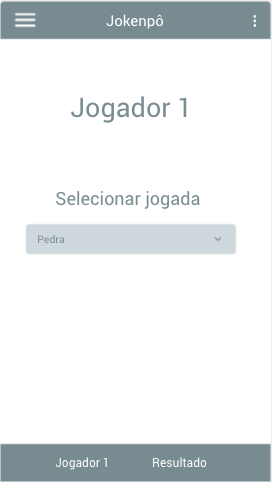 Jokenpô
Jogador 1
Selecionar jogada
Pedra
Jogador 1 Resultado